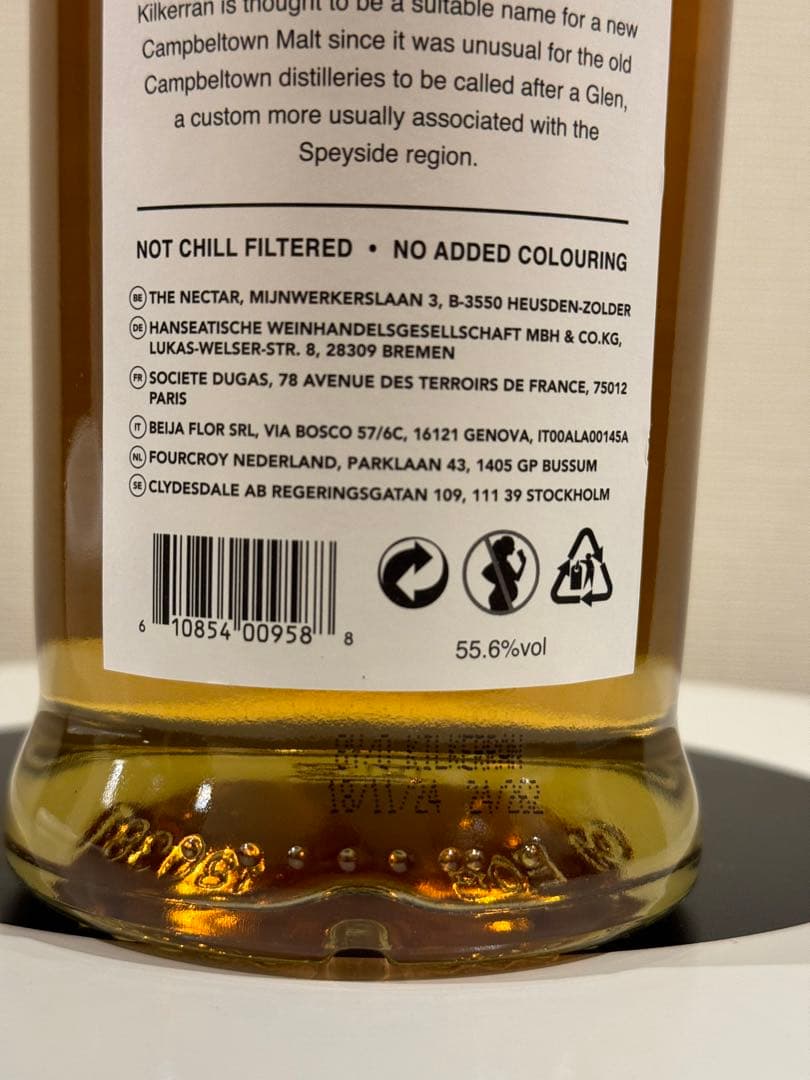 Kilkerran is thought to be a suitable name for a new
Campbeltown Malt since it was unusual for the old
Campbeltown distilleries to be called after a Glen,
a custom more usually associated with the
Speyside region.
NOT CHILL FILTERED • NO ADDED COLOURING
BE THE NECTAR, MIJNWERKERSLAAN 3, B-3550 HEUSDEN-ZOLDER
DE HANSEATISCHE WEINHANDELSGESELLSCHAFT MBH & CO.KG,
LUKAS-WELSER-STR. 8, 28309 BREMEN
FR SOCIETE DUGAS, 78 AVENUE DES TERROIRS DE FRANCE, 75012
PARIS
IT BEIJA FLOR SRL, VIA BOSCO 57/6C, 16121 GENOVA, IT00ALA00145A
NL FOURCROY NEDERLAND, PARKLAAN 43, 1405 GP BUSSUM
SE CLYDESDALE AB REGERINGSGATAN 109, 111 39 STOCKHOLM
6 10854 00958 8
55.6%vol
KILKERRAN
18/11/24 24/262